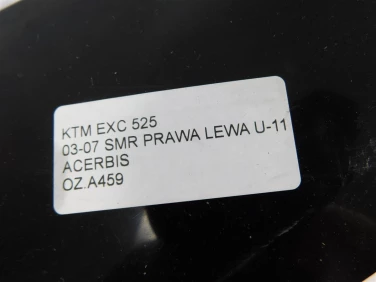 KTM EXC 525
03-07 SMR PRAWA LEWA U-11
ACERBIS
OZ.A459